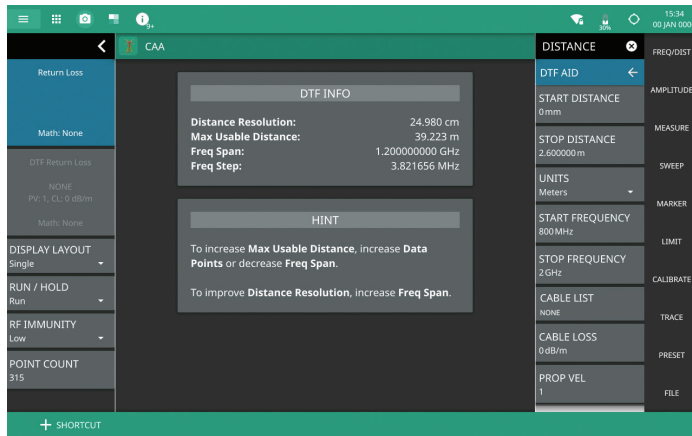 9+
30%
15:34
00 JAN 000
CAA
Return Loss
Math: None
DTF Return Loss
NONE
PV: 1, CL: 0 dB/m
Math: None
DISPLAY LAYOUT
Single
RUN / HOLD
Run
RF IMMUNITY
Low
POINT COUNT
315
DTF INFO
Distance Resolution: 24.980 cm
Max Usable Distance: 39.223 m
Freq Span: 1.200000000 GHz
Freq Step: 3.821656 MHz
HINT
To increase Max Usable Distance, increase Data
Points or decrease Freq Span.
To improve Distance Resolution, increase Freq Span.
DISTANCE
DTF AID
START DISTANCE
0 mm
STOP DISTANCE
2.600000 m
UNITS
Meters
START FREQUENCY
800 MHz
STOP FREQUENCY
2 GHz
CABLE LIST
NONE
CABLE LOSS
0 dB/m
PROP VEL
1
FREQ/DIST
AMPLITUDE
MEASURE
SWEEP
MARKER
LIMIT
CALIBRATE
TRACE
PRESET
FILE
+ SHORTCUT